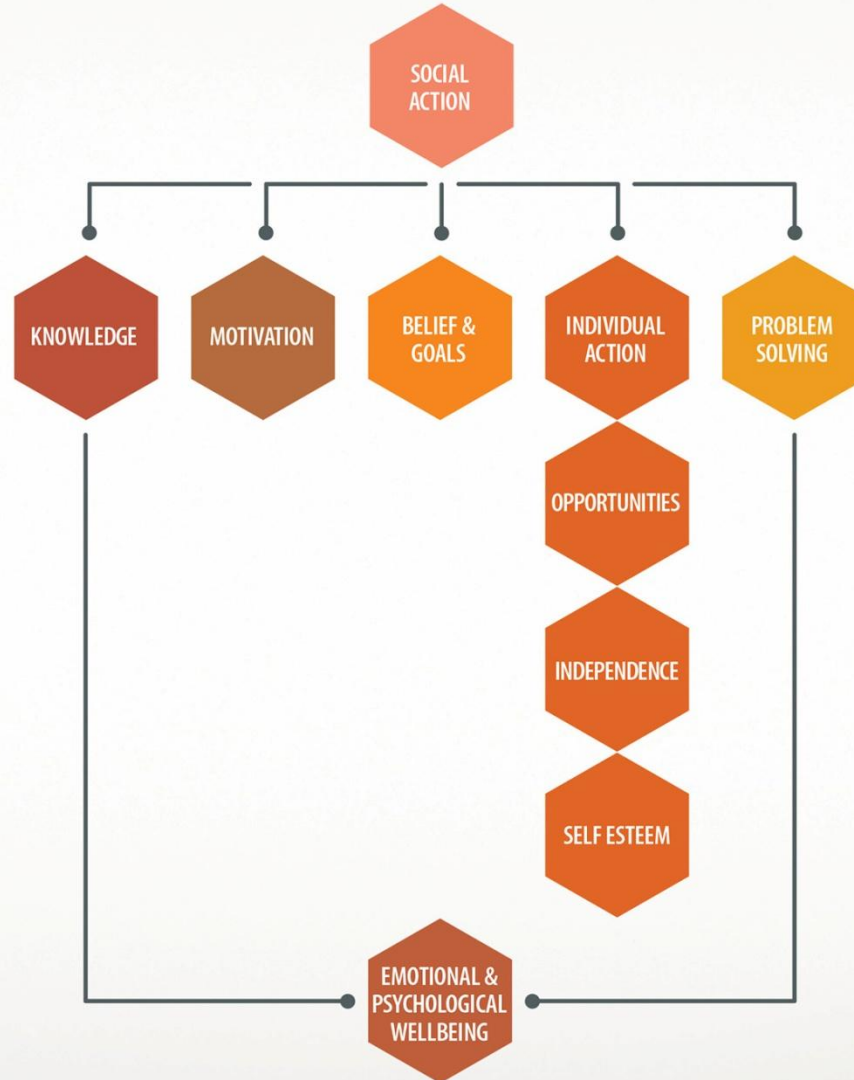 SOCIAL
ACTION
KNOWLEDGE
MOTIVATION
BELIEF &
GOALS
INDIVIDUAL
ACTION
PROBLEM
SOLVING
OPPORTUNITIES
INDEPENDENCE
SELF ESTEEM
EMOTIONAL &
PSYCHOLOGICAL
WELLBEING